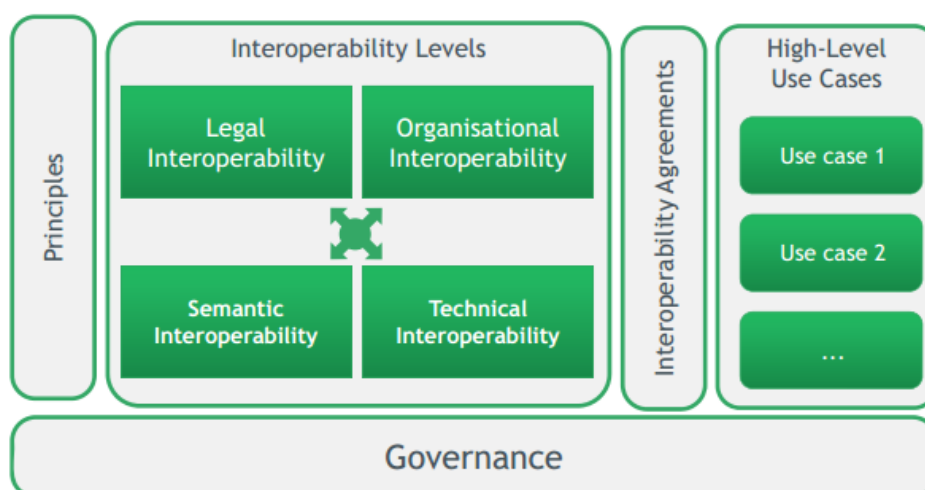 Principles
Interoperability Levels
Legal
Interoperability
Organisational
Interoperability
Semantic
Interoperability
Technical
Interoperability
Interoperability Agreements
High-Level
Use Cases
Use case 1
Use case 2
...
Governance